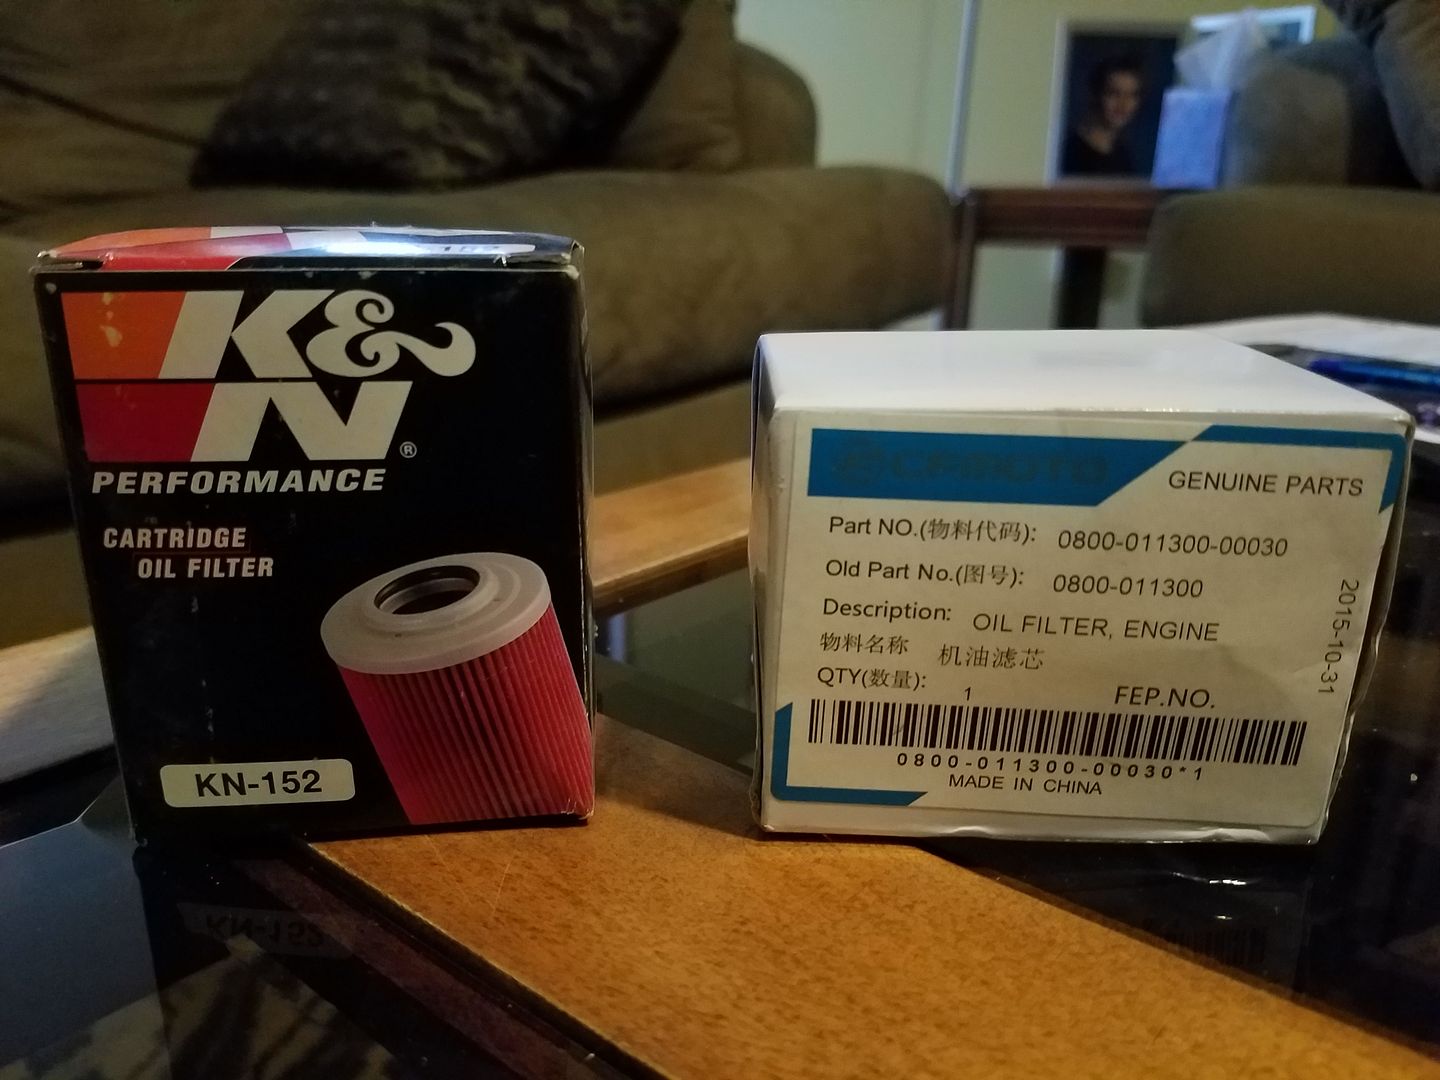 K&N®
PERFORMANCE
CARTRIDGE
OIL FILTER
KN-152
CFMOTO
GENUINE PARTS
Part NO.(物料代码): 0800-011300-00030
Old Part No.(图号): 0800-011300
Description: OIL FILTER, ENGINE
物料名称 机油滤芯
QTY(数量): 1 FEP.NO.
0800-011300-00030*1
MADE IN CHINA
2015-10-31